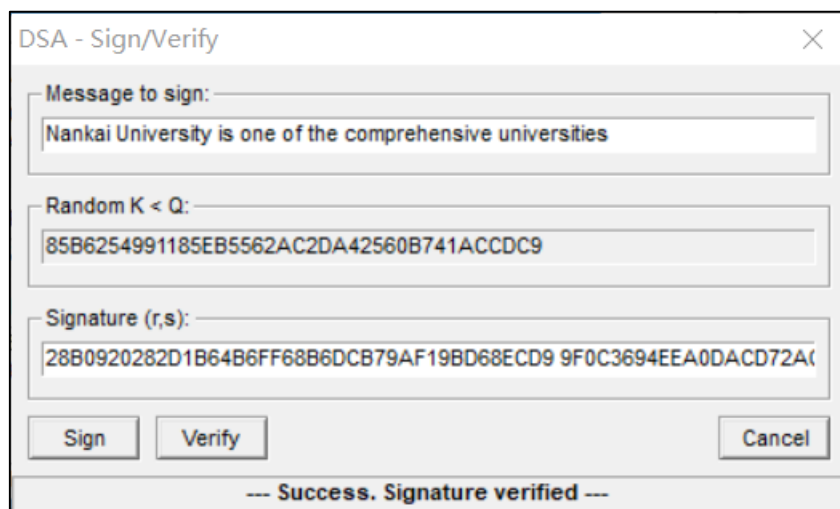 DSA - Sign/Verify
Message to sign:
Nankai University is one of the comprehensive universities
Random K < Q:
85B6254991185EB5562AC2DA42560B741ACCDC9
Signature (r,s):
28B0920282D1B64B6FF68B6DCB79AF19BD68ECD9 9F0C3694EEA0DACD72A
Sign Verify Cancel
--- Success. Signature verified ---